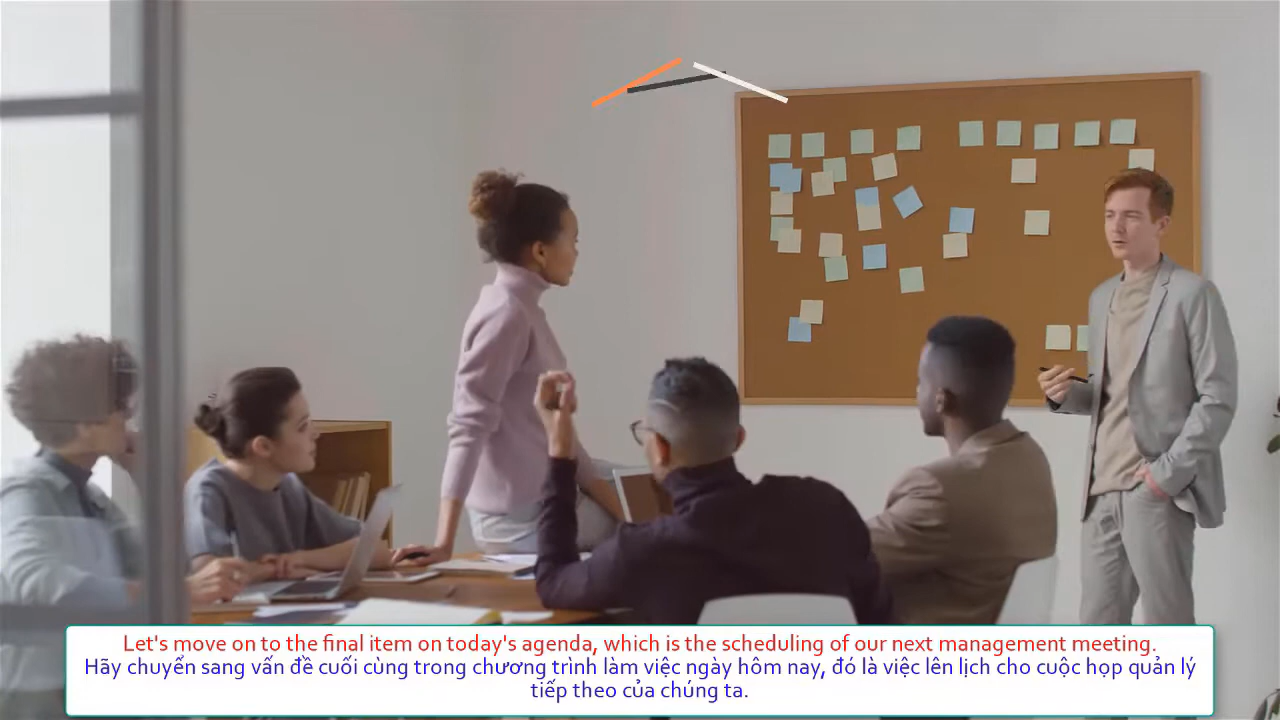 Let's move on to the final item on today's agenda, which is the scheduling of our next management meeting.
Hãy chuyển sang vấn đề cuối cùng trong chương trình làm việc ngày hôm nay, đó là việc lên lịch cho cuộc họp quản lý
tiếp theo của chúng ta.